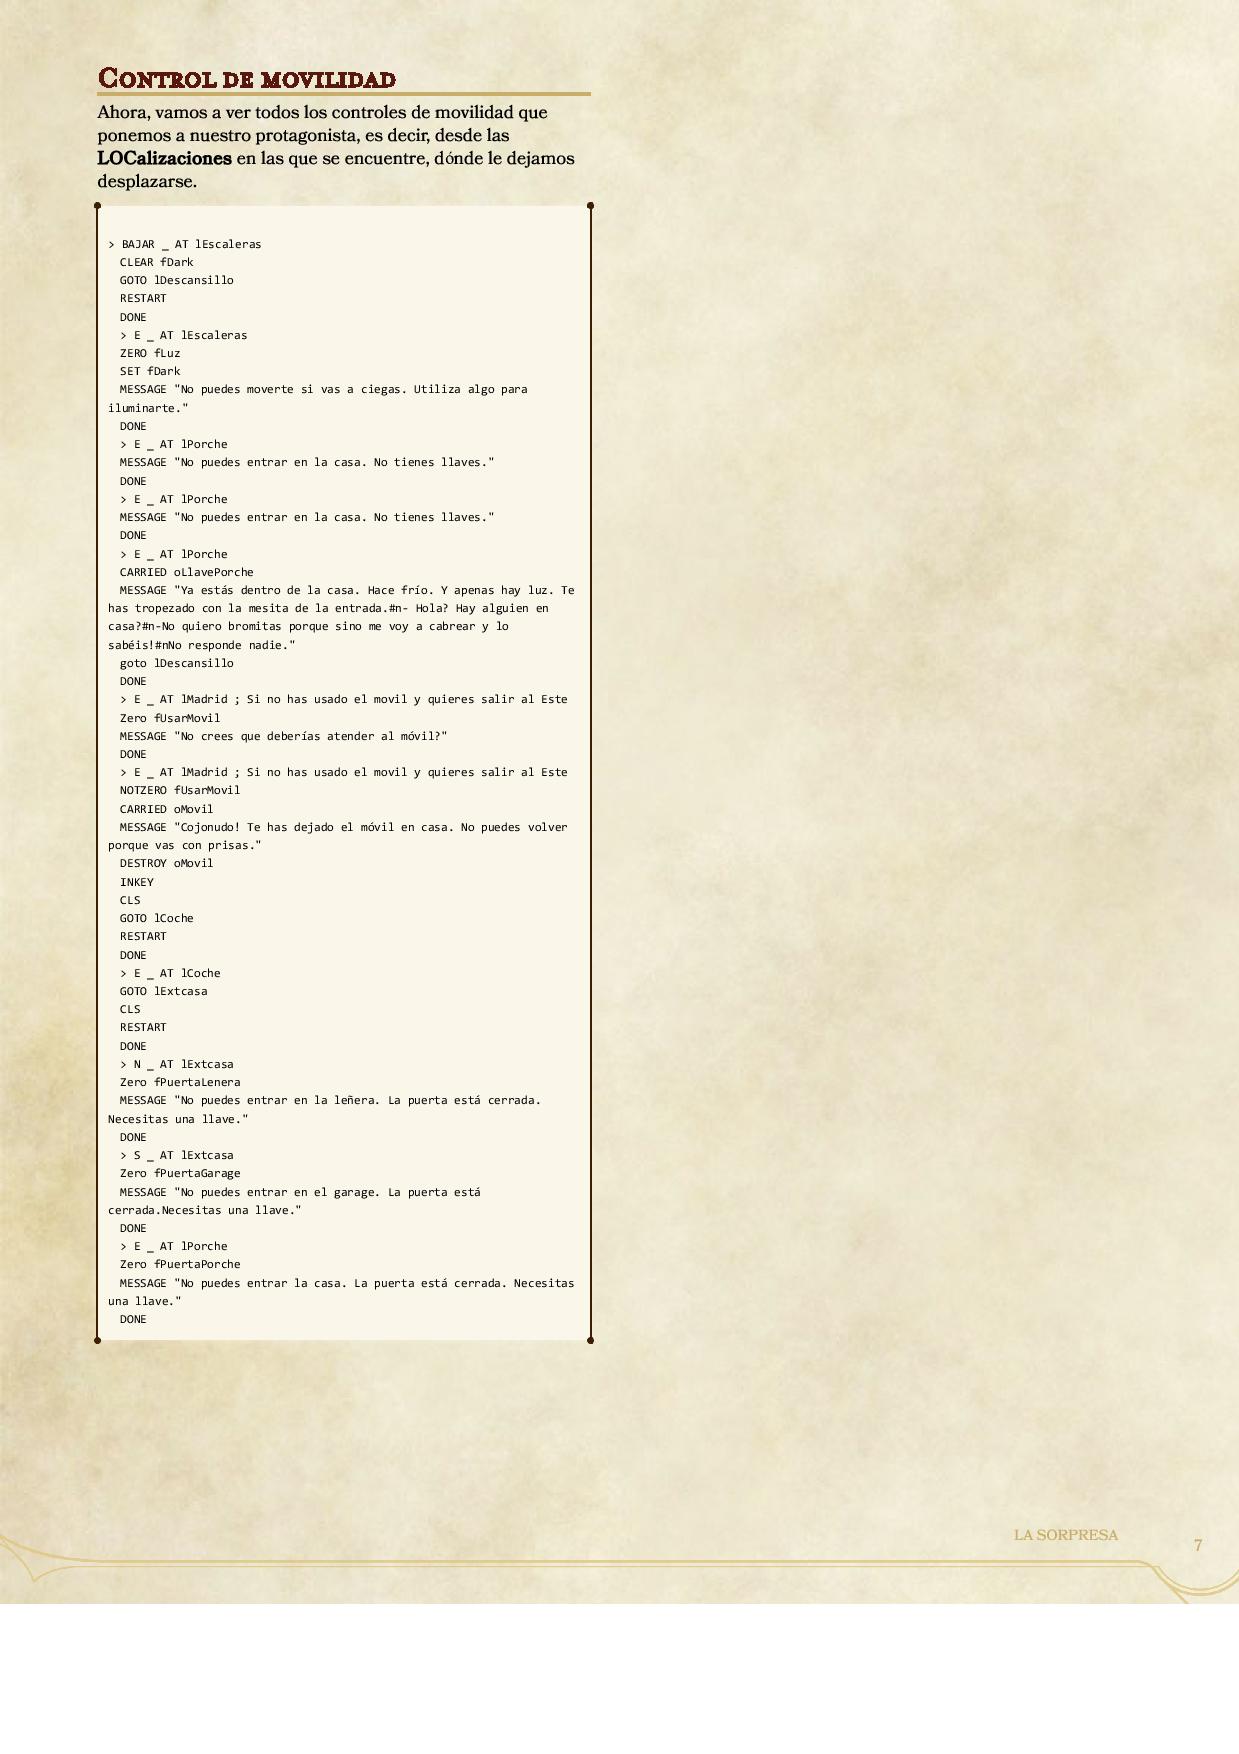 CONTROL DE MOVILIDAD
Ahora, vamos a ver todos los controles de movilidad que
ponemos a nuestro protagonista, es decir, desde las
LOCalizaciones en las que se encuentre, dónde le dejamos
desplazarse.
> BAJAR _ AT lEscaleras
CLEAR fDark
GOTO lDescansillo
RESTART
DONE
> E _ AT lEscaleras
ZERO fLuz
SET fDark
MESSAGE "No puedes moverte si vas a ciegas. Utiliza algo para
iluminarte."
DONE
> E _ AT lPorche
MESSAGE "No puedes entrar en la casa. No tienes llaves."
DONE
> E _ AT lPorche
MESSAGE "No puedes entrar en la casa. No tienes llaves."
DONE
> E _ AT lPorche
CARRIED oLlavePorche
MESSAGE "Ya estás dentro de la casa. Hace frío. Y apenas hay luz. Te
has tropezado con la mesita de la entrada.#n- Hola? Hay alguien en
casa?#n-No quiero bromitas porque sino me voy a cabrear y lo
sabéis!#nNo responde nadie."
goto lDescansillo
DONE
> E _ AT lMadrid ; Si no has usado el movil y quieres salir al Este
Zero fUsarMovil
MESSAGE "No crees que deberías atender al móvil?"
DONE
> E _ AT lMadrid ; Si no has usado el movil y quieres salir al Este
NOTZERO fUsarMovil
CARRIED oMovil
MESSAGE "Cojonudo! Te has dejado el móvil en casa. No puedes volver
porque vas con prisas."
DESTROY oMovil
INKEY
CLS
GOTO lCoche
RESTART
DONE
> E _ AT lCoche
GOTO lExtcasa
CLS
RESTART
DONE
> N _ AT lExtcasa
Zero fPuertaLenera
MESSAGE "No puedes entrar en la leñera. La puerta está cerrada.
Necesitas una llave."
DONE
> S _ AT lExtcasa
Zero fPuertaGarage
MESSAGE "No puedes entrar en el garage. La puerta está
cerrada.Necesitas una llave."
DONE
> E _ AT lPorche
Zero fPuertaPorche
MESSAGE "No puedes entrar la casa. La puerta está cerrada. Necesitas
una llave."
DONE
LA SORPRESA
7